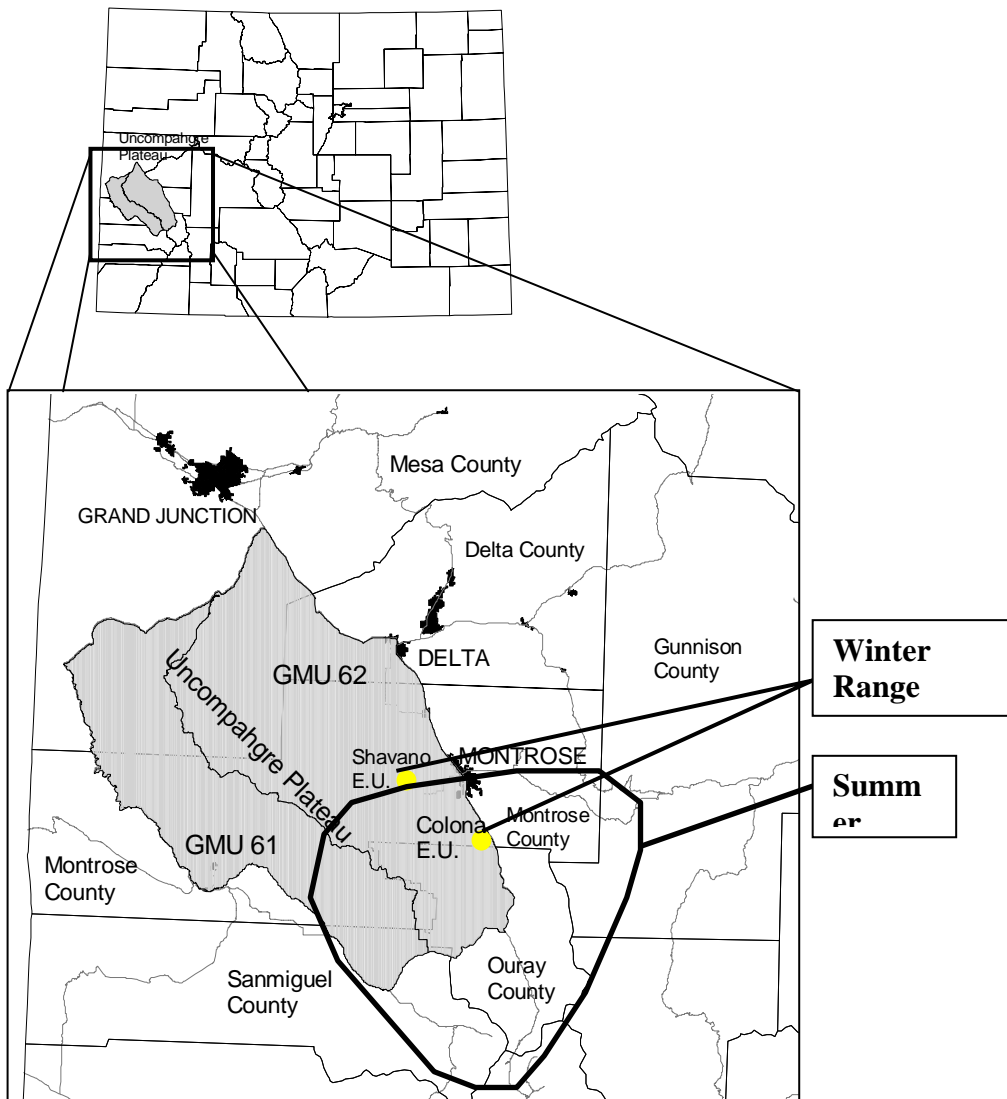 Uncompahgre
Plateau
Mesa County
GRAND JUNCTION
Delta County
Gunnison
County
DELTA
GMU 62
Uncompahgre Plateau
Winter
Range
Shavano
E.U.
MONTROSE
Summ
er
Colona
E.U.
Montrose
County
GMU 61
Montrose
County
Sanmiguel
County
Ouray
County